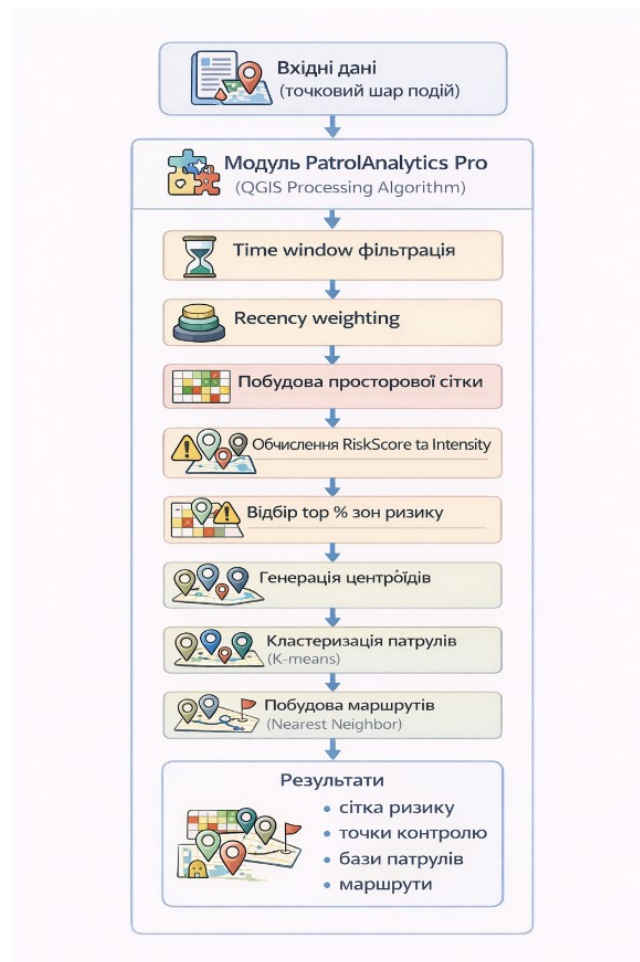 Вхідні дані
(точковий шар подій)
Модуль PatrolAnalytics Pro
(QGIS Processing Algorithm)
Time window фільтрація
Recency weighting
Побудова просторової сітки
Обчислення RiskScore та Intensity
Відбір top % зон ризику
Генерація центроїдів
Кластеризація патрулів
(K-means)
Побудова маршрутів
(Nearest Neighbor)
Результати
• сітка ризику
• точки контролю
• бази патрулів
• маршрути